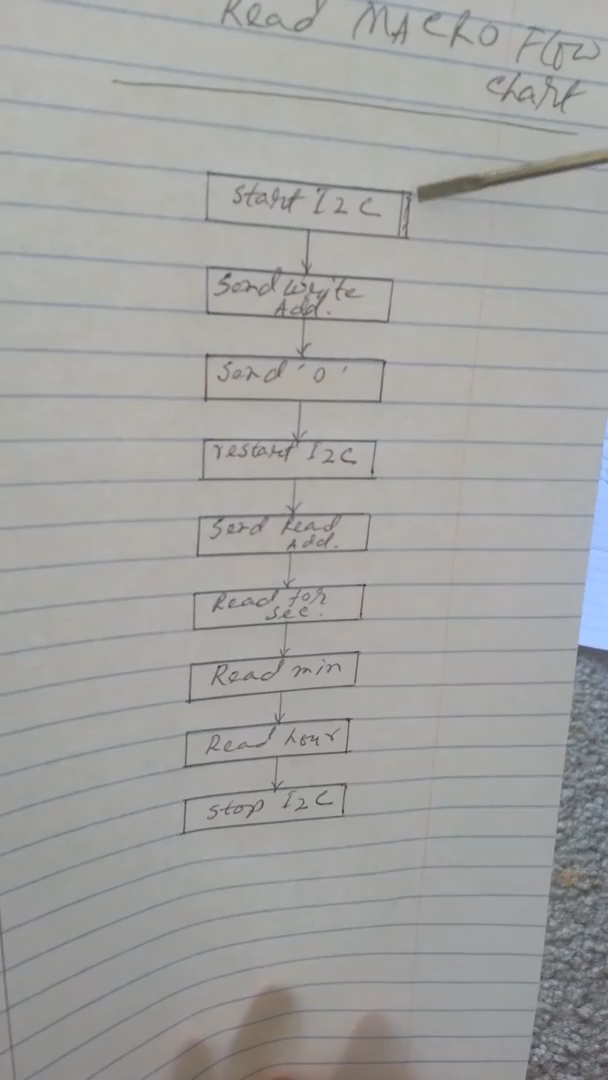 Read MACRO Flow
chart
start I2C
Send write
Add.
Send '0'
restart I2C
Send Read
Add.
Read for
sec.
Read min
Read hour
stop I2C